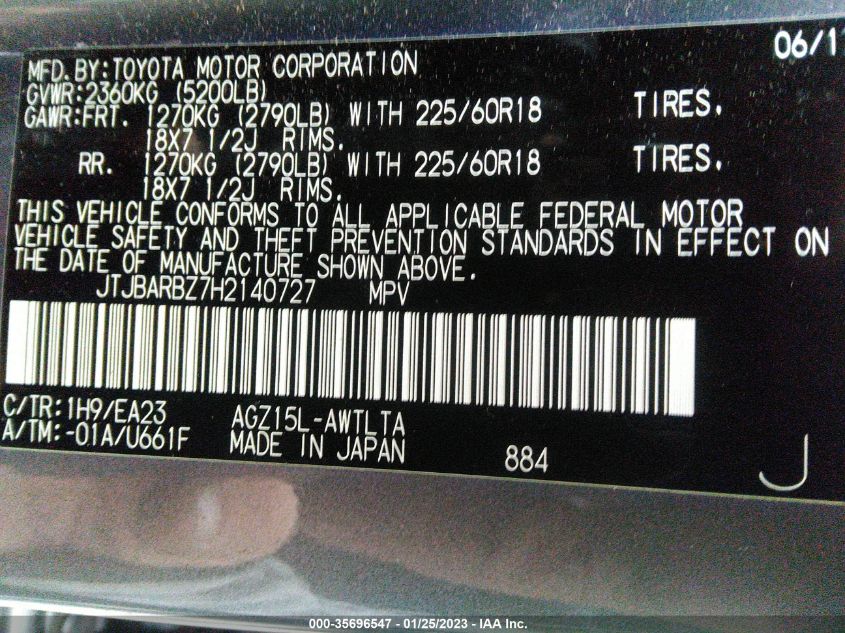 06/1
MFD.BY:TOYOTA MOTOR CORPORATION
GVWR:2360KG (5200LB)
GAWR:FRT. 1270KG (2790LB) WITH 225/60R18 TIRES.
18X7 1/2J RIMS.
RR. 1270KG (2790LB) WITH 225/60R18 TIRES.
18X7 1/2J RIMS.
THIS VEHICLE CONFORMS TO ALL APPLICABLE FEDERAL MOTOR
VEHICLE SAFETY AND THEFT PREVENTION STANDARDS IN EFFECT ON
THE DATE OF MANUFACTURE SHOWN ABOVE.
JTJBARBZ7H2140727 MPV
C/TR:1H9/EA23 AGZ15L-AWTLTA
A/TM:-01A/U661F MADE IN JAPAN 884 J
000-35696547 - 01/25/2023 - IAA Inc.